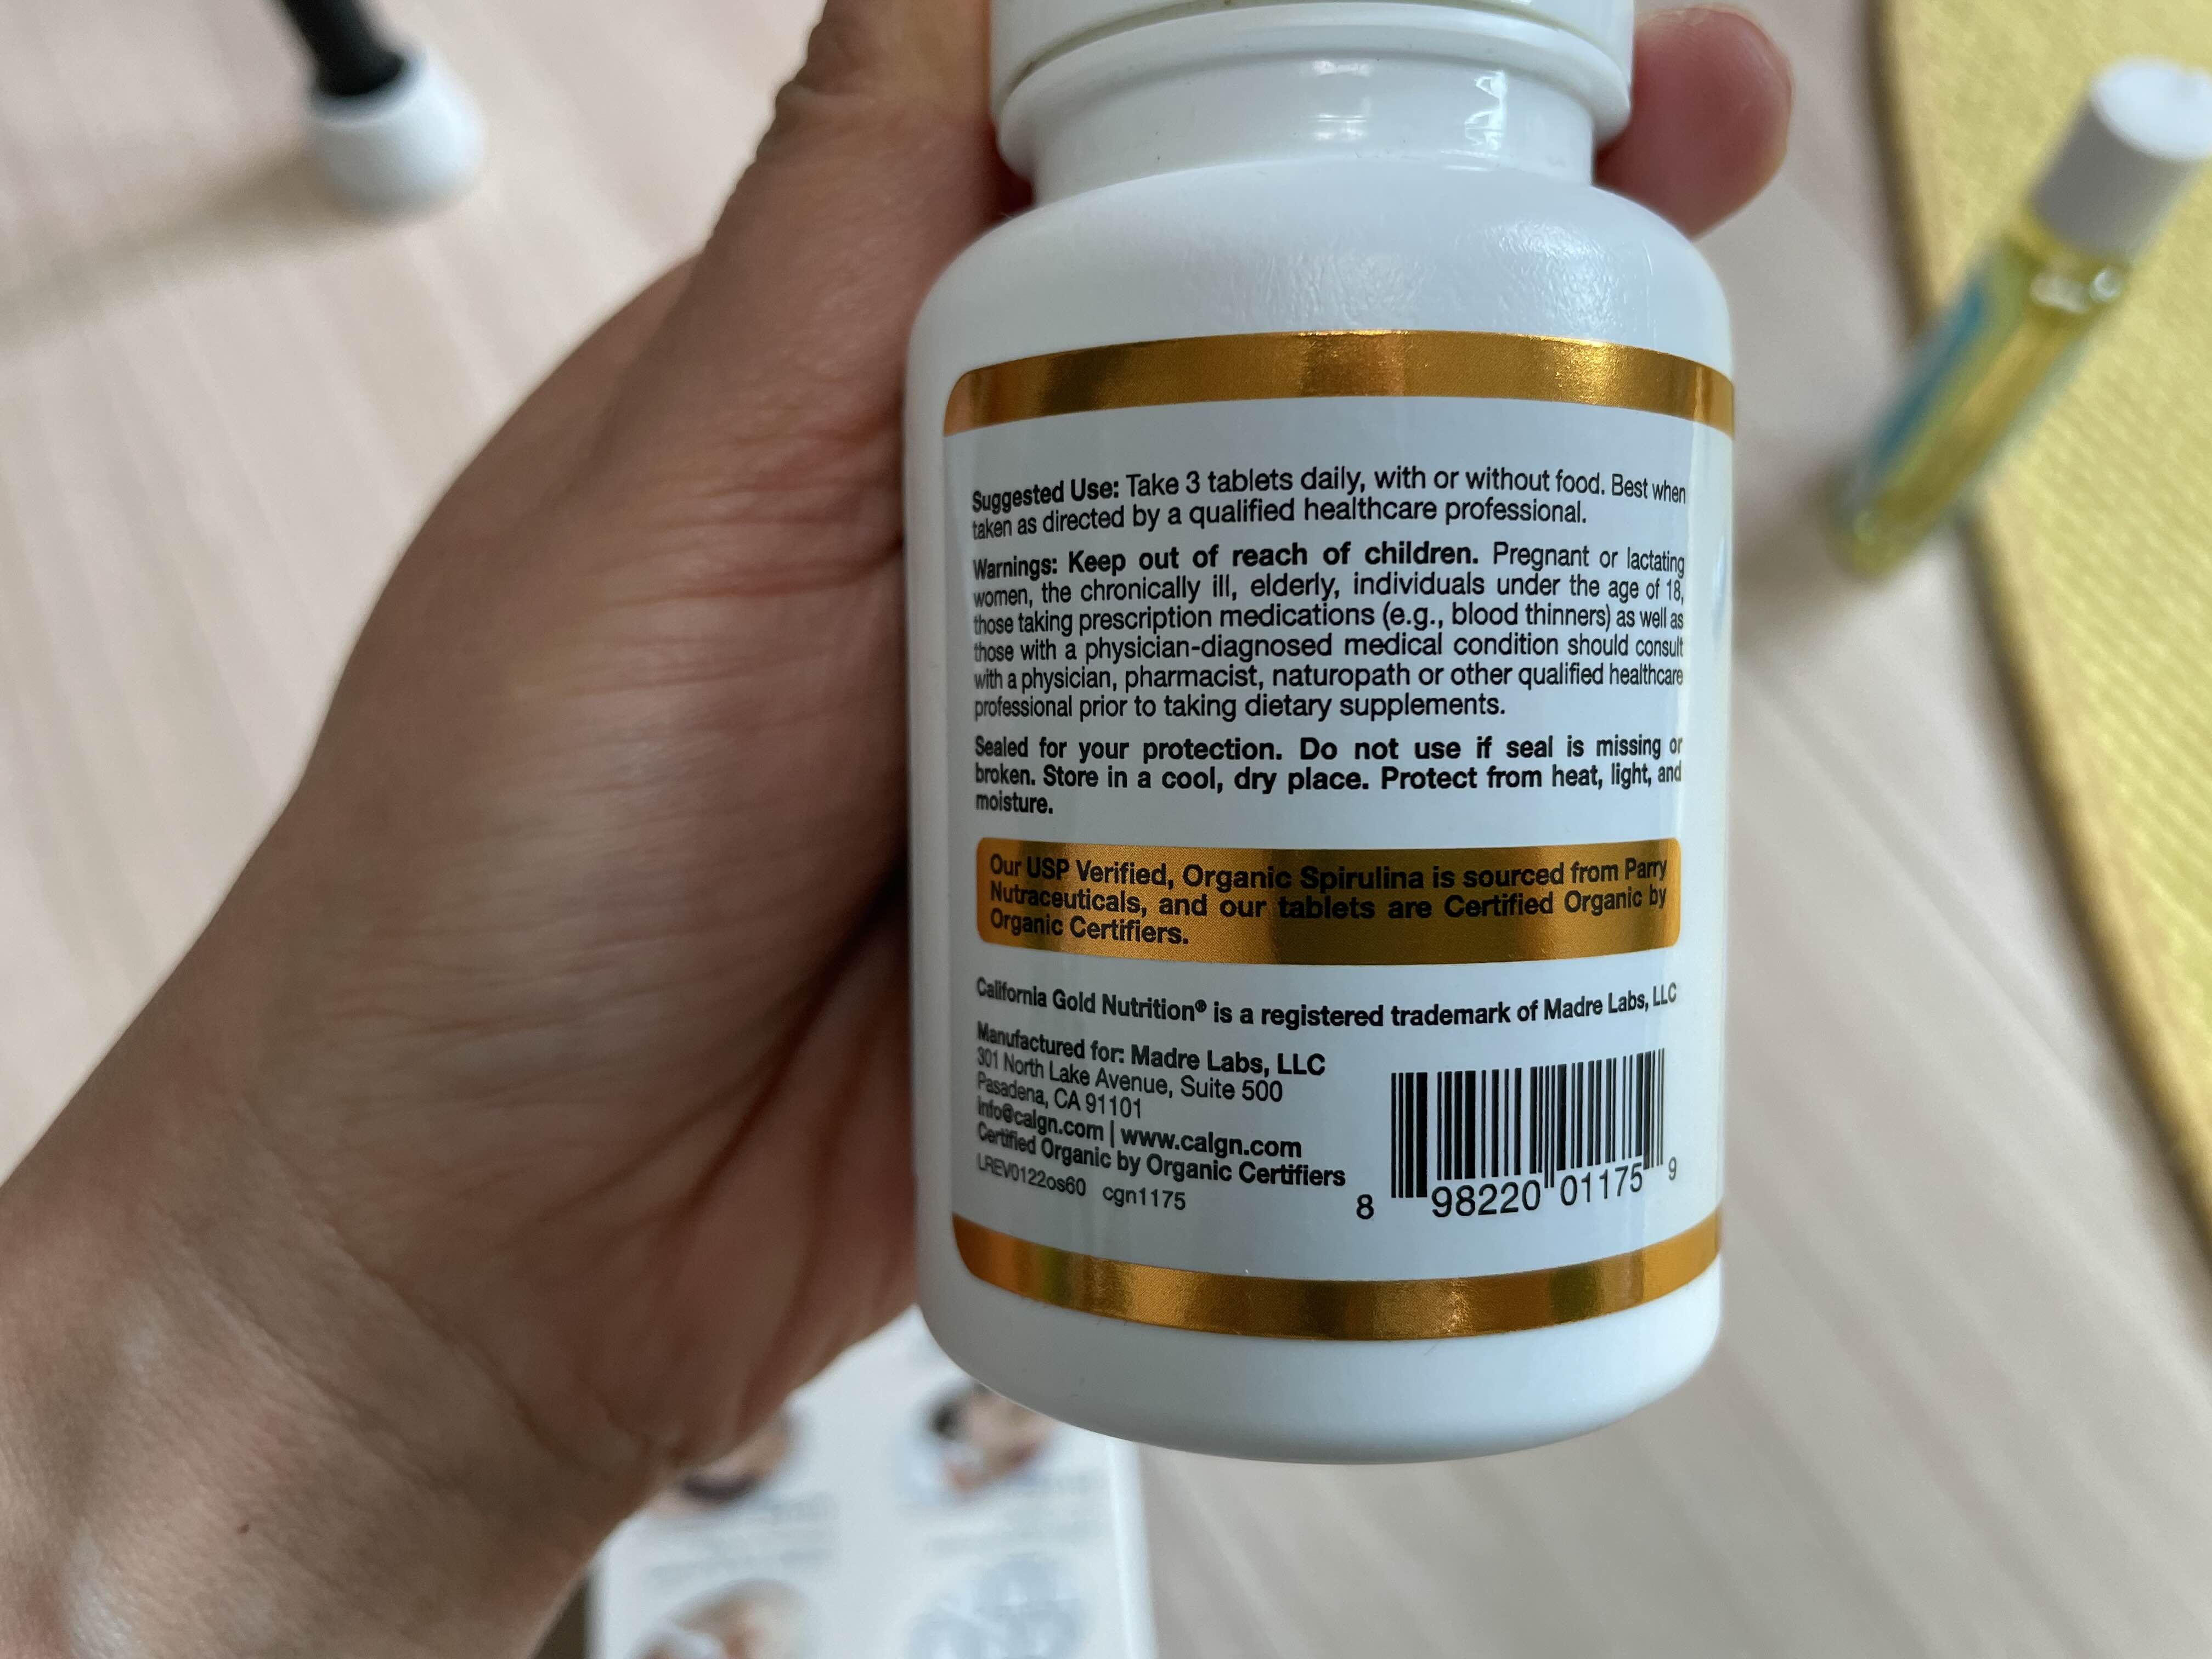 Suggested Use: Take 3 tablets daily, with or without food. Best when
taken as directed by a qualified healthcare professional.
Warnings: Keep out of reach of children. Pregnant or lactating
women, the chronically ill, elderly, individuals under the age of 18,
those taking prescription medications (e.g., blood thinners) as well as
those with a physician-diagnosed medical condition should consult
with a physician, pharmacist, naturopath or other qualified healthcare
professional prior to taking dietary supplements.
Sealed for your protection. Do not use if seal is missing or
broken. Store in a cool, dry place. Protect from heat, light, and
moisture.
Our USP Verified, Organic Spirulina is sourced from Parry
Nutraceuticals, and our tablets are Certified Organic by
Organic Certifiers.
California Gold Nutrition® is a registered trademark of Madre Labs, LLC
Manufactured for: Madre Labs, LLC
301 North Lake Avenue, Suite 500
Pasadena, CA 91101
info@calgn.com | www.calgn.com
Certified Organic by Organic Certifiers
LREV0122os60 cgn1175
8 98220 01175 9